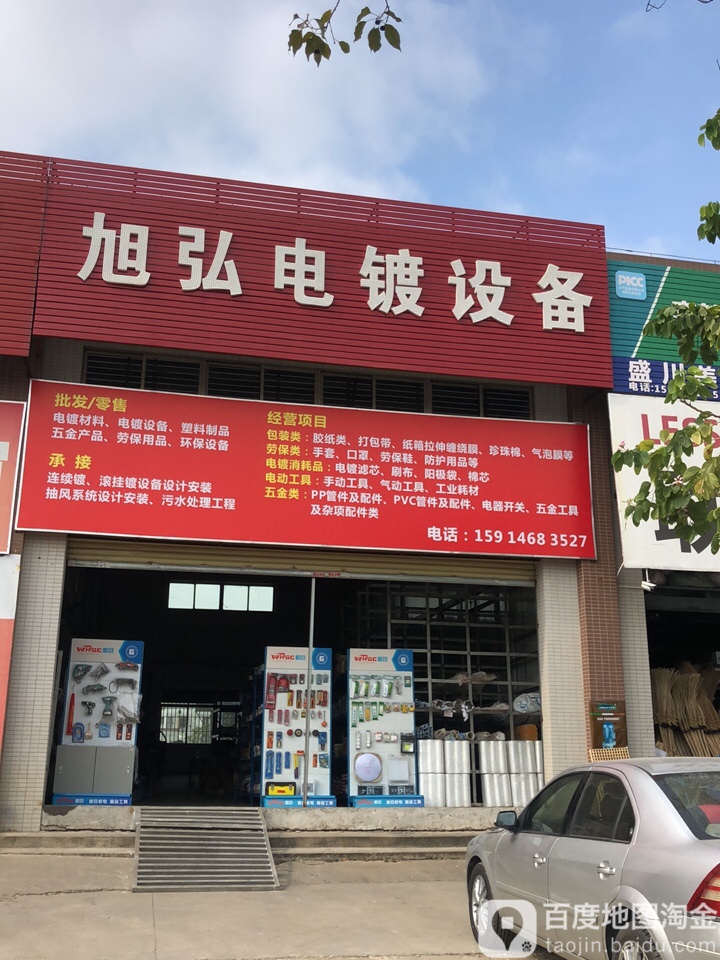 旭弘电镀设备
批发/零售
电镀材料、电镀设备、塑料制品
五金产品、劳保用品、环保设备
承接
连续镀、滚挂镀设备设计安装
抽风系统设计安装、污水处理工程
经营项目
包装类：胶纸类、打包带、纸箱拉伸缠绕膜、珍珠棉、气泡膜等
劳保类：手套、口罩、劳保鞋、防护用品等
电镀消耗品：电镀滤芯、刷布、阳极袋、棉芯
电动工具：手动工具、气动工具、工业耗材
五金类：PP管件及配件、PVC管件及配件、电器开关、五金工具
及杂项配件类
电话：159 1468 3527
PICC
盛川
电话:15
百度地图淘金
taojin.baidu.com